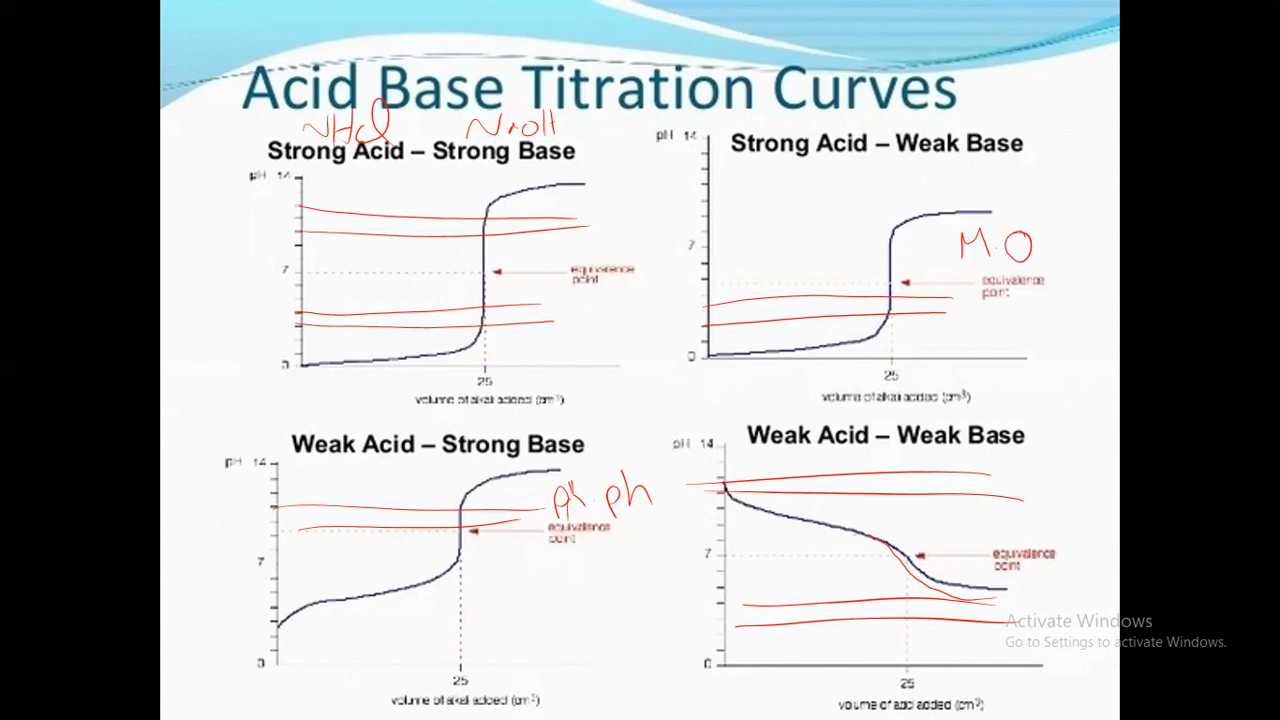 Acid Base Titration Curves
HCl NaOH
Strong Acid – Strong Base
pH 14
7
0
equivalence
point
25
volume of alkali added (cm³)
Strong Acid – Weak Base
pH 14
7
0
M.O
equivalence
point
25
volume of alkali added (cm³)
Weak Acid – Strong Base
pH 14
7
0
ph.ph
equivalence
point
25
volume of alkali added (cm³)
Weak Acid – Weak Base
pH 14
7
0
equivalence
point
25
volume of acid added (cm³)
Activate Windows
Go to Settings to activate Windows.